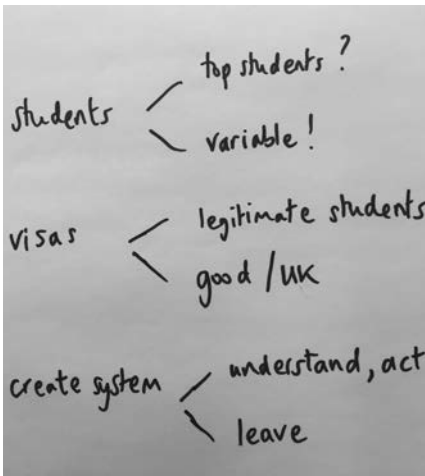 top students ?
students
variable !
legitimate students
visas
good / UK
understand, act
create system
leave